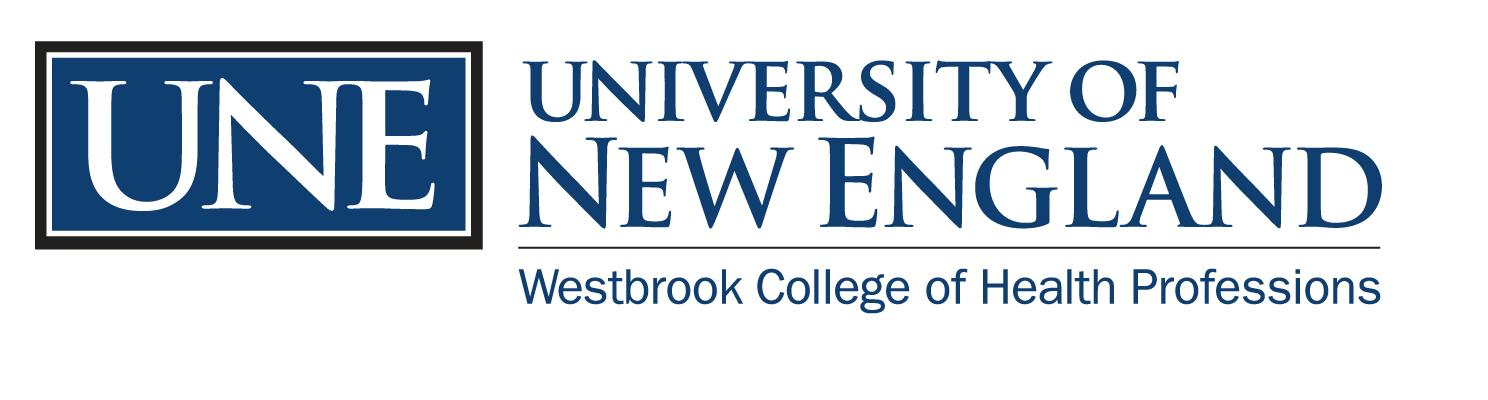 UNE
UNIVERSITY OF
NEW ENGLAND
Westbrook College of Health Professions